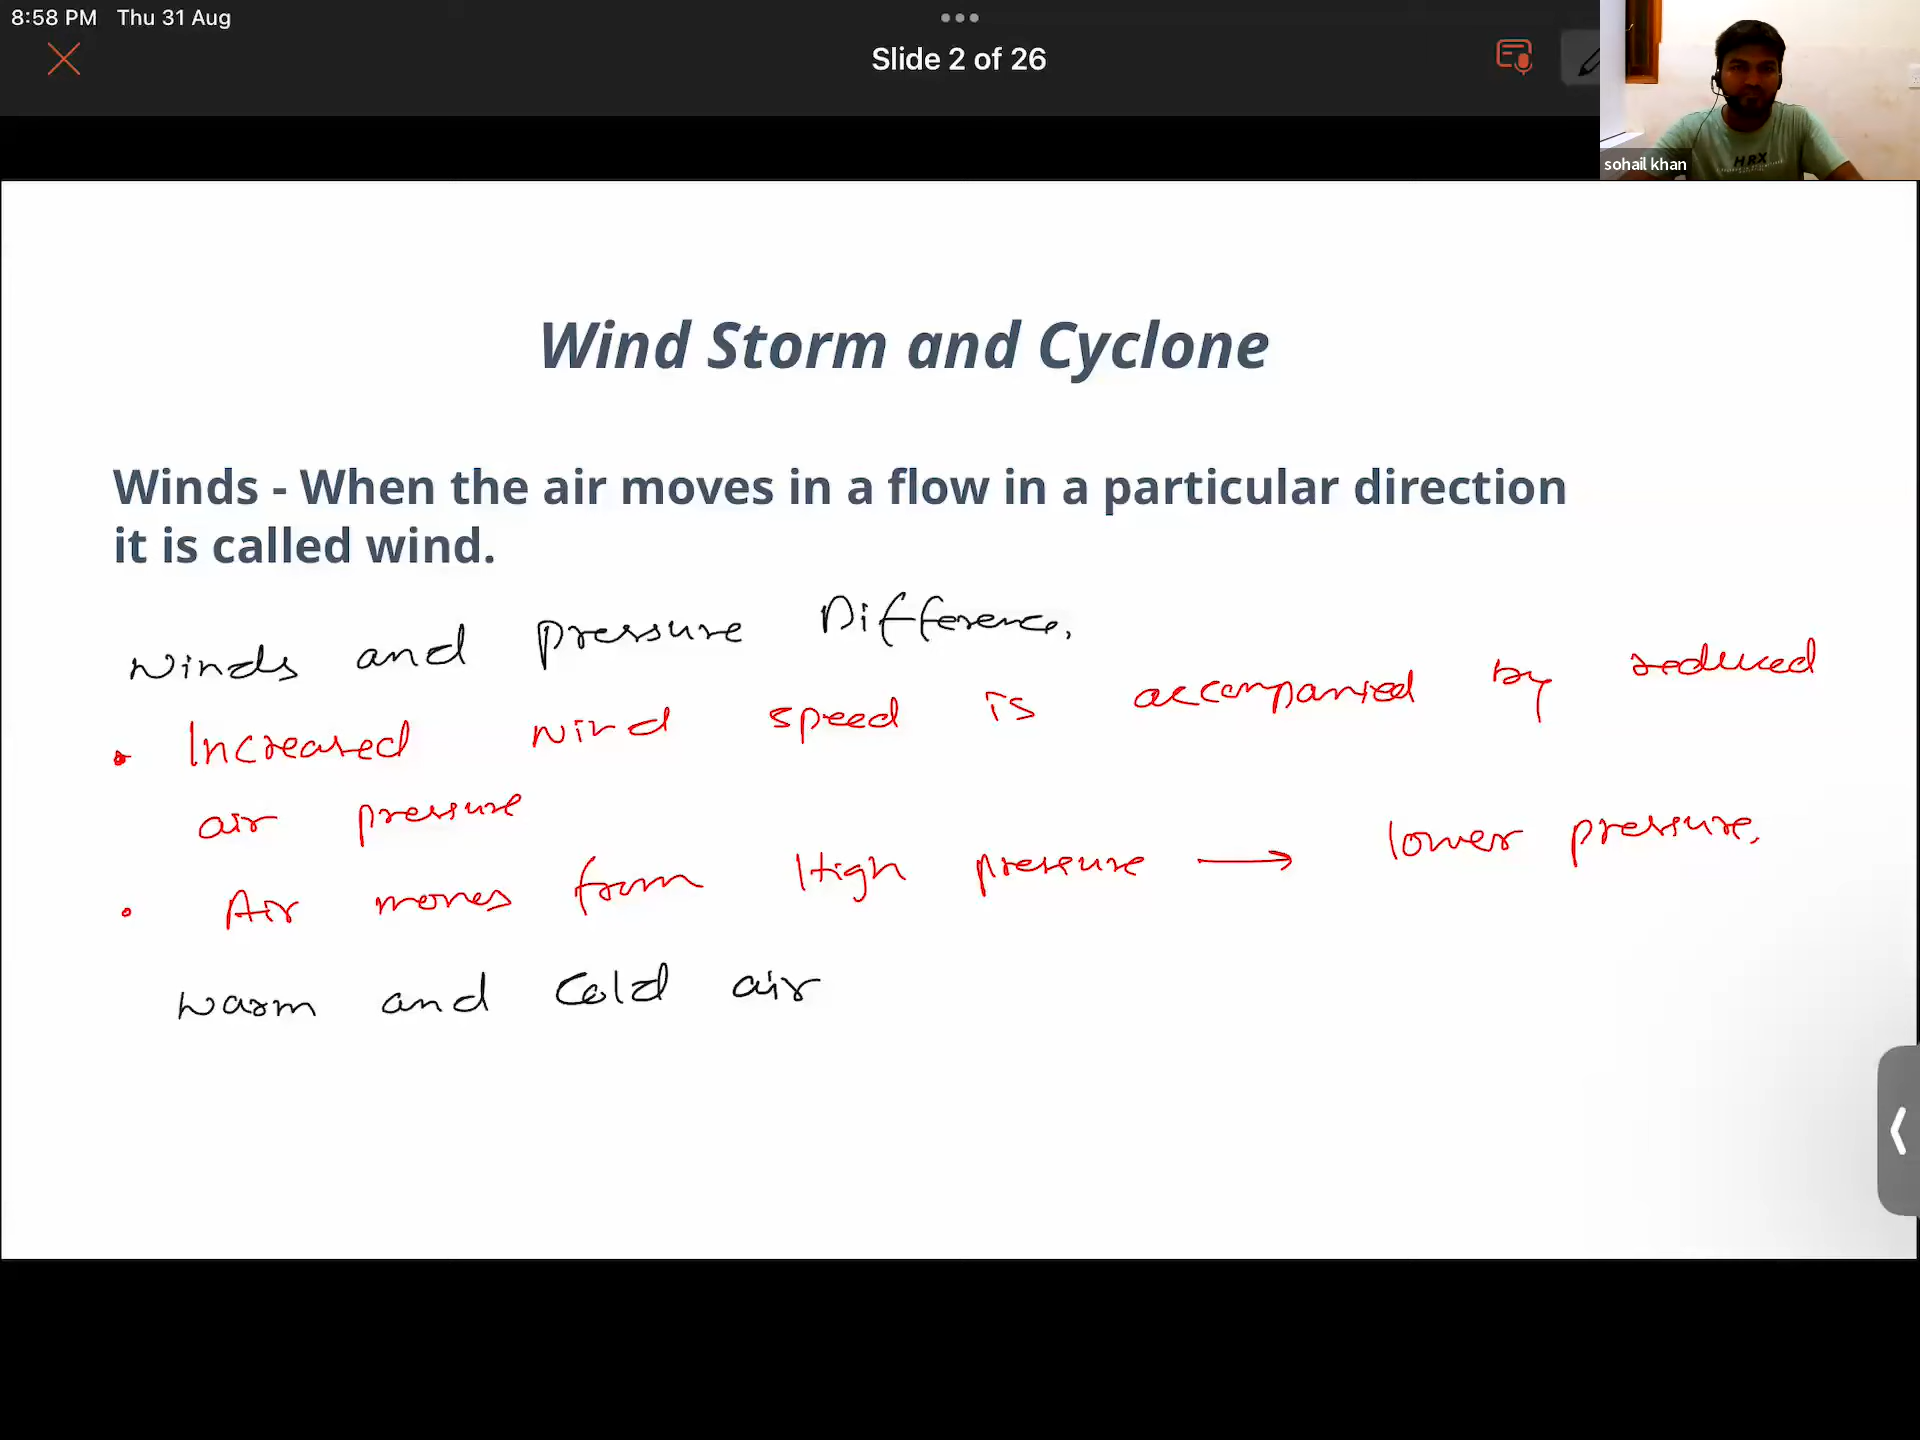 8:58 PM Thu 31 Aug
Slide 2 of 26
HRX
sohail khan
Wind Storm and Cyclone
Winds - When the air moves in a flow in a particular direction
it is called wind.
Winds and pressure Difference.
• Increased wind speed is accompanied by reduced
air pressure
• Air moves from High pressure → lower pressure.
warm and Cold air